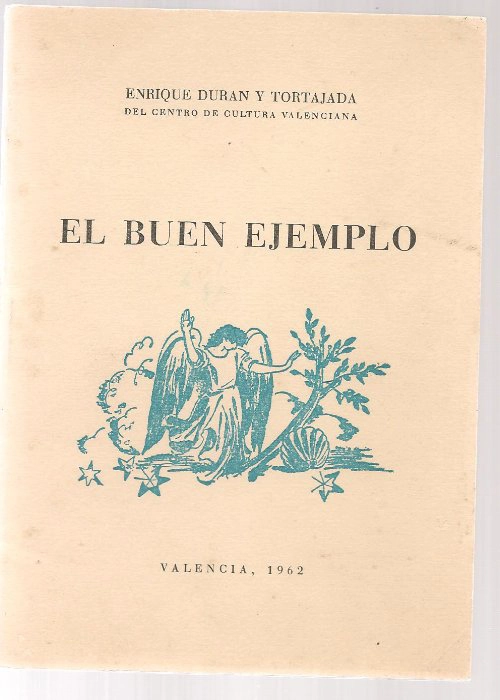 ENRIQUE DURAN Y TORTAJADA
DEL CENTRO DE CULTURA VALENCIANA
EL BUEN EJEMPLO
VALENCIA, 1962